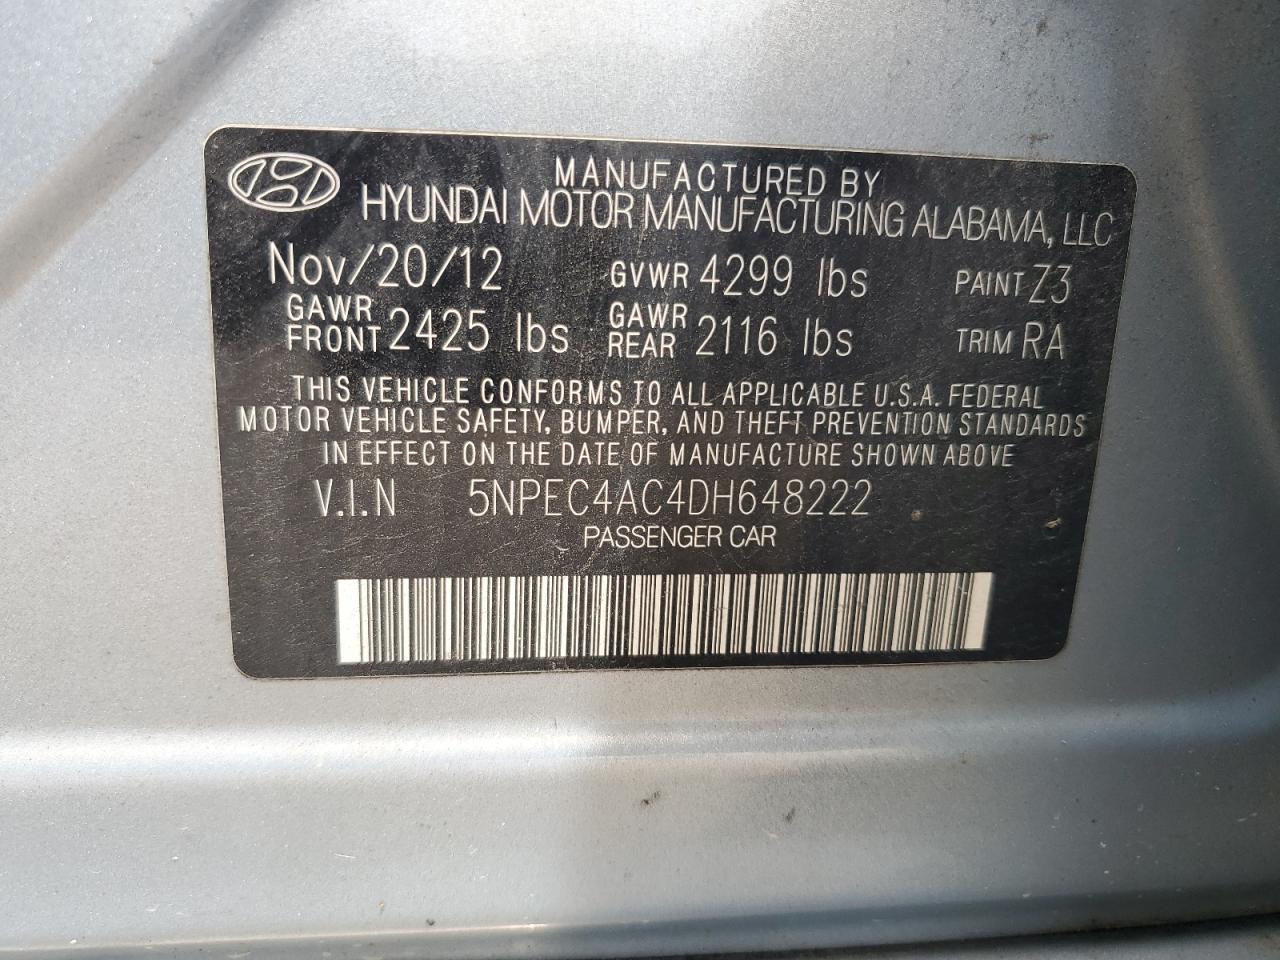 MANUFACTURED BY
HYUNDAI MOTOR MANUFACTURING ALABAMA, LLC
Nov/20/12 GVWR 4299 lbs PAINT Z3
GAWR FRONT 2425 lbs GAWR REAR 2116 lbs TRIM RA
THIS VEHICLE CONFORMS TO ALL APPLICABLE U.S.A. FEDERAL
MOTOR VEHICLE SAFETY, BUMPER, AND THEFT PREVENTION STANDARDS
IN EFFECT ON THE DATE OF MANUFACTURE SHOWN ABOVE
V.I.N 5NPEC4AC4DH648222
PASSENGER CAR